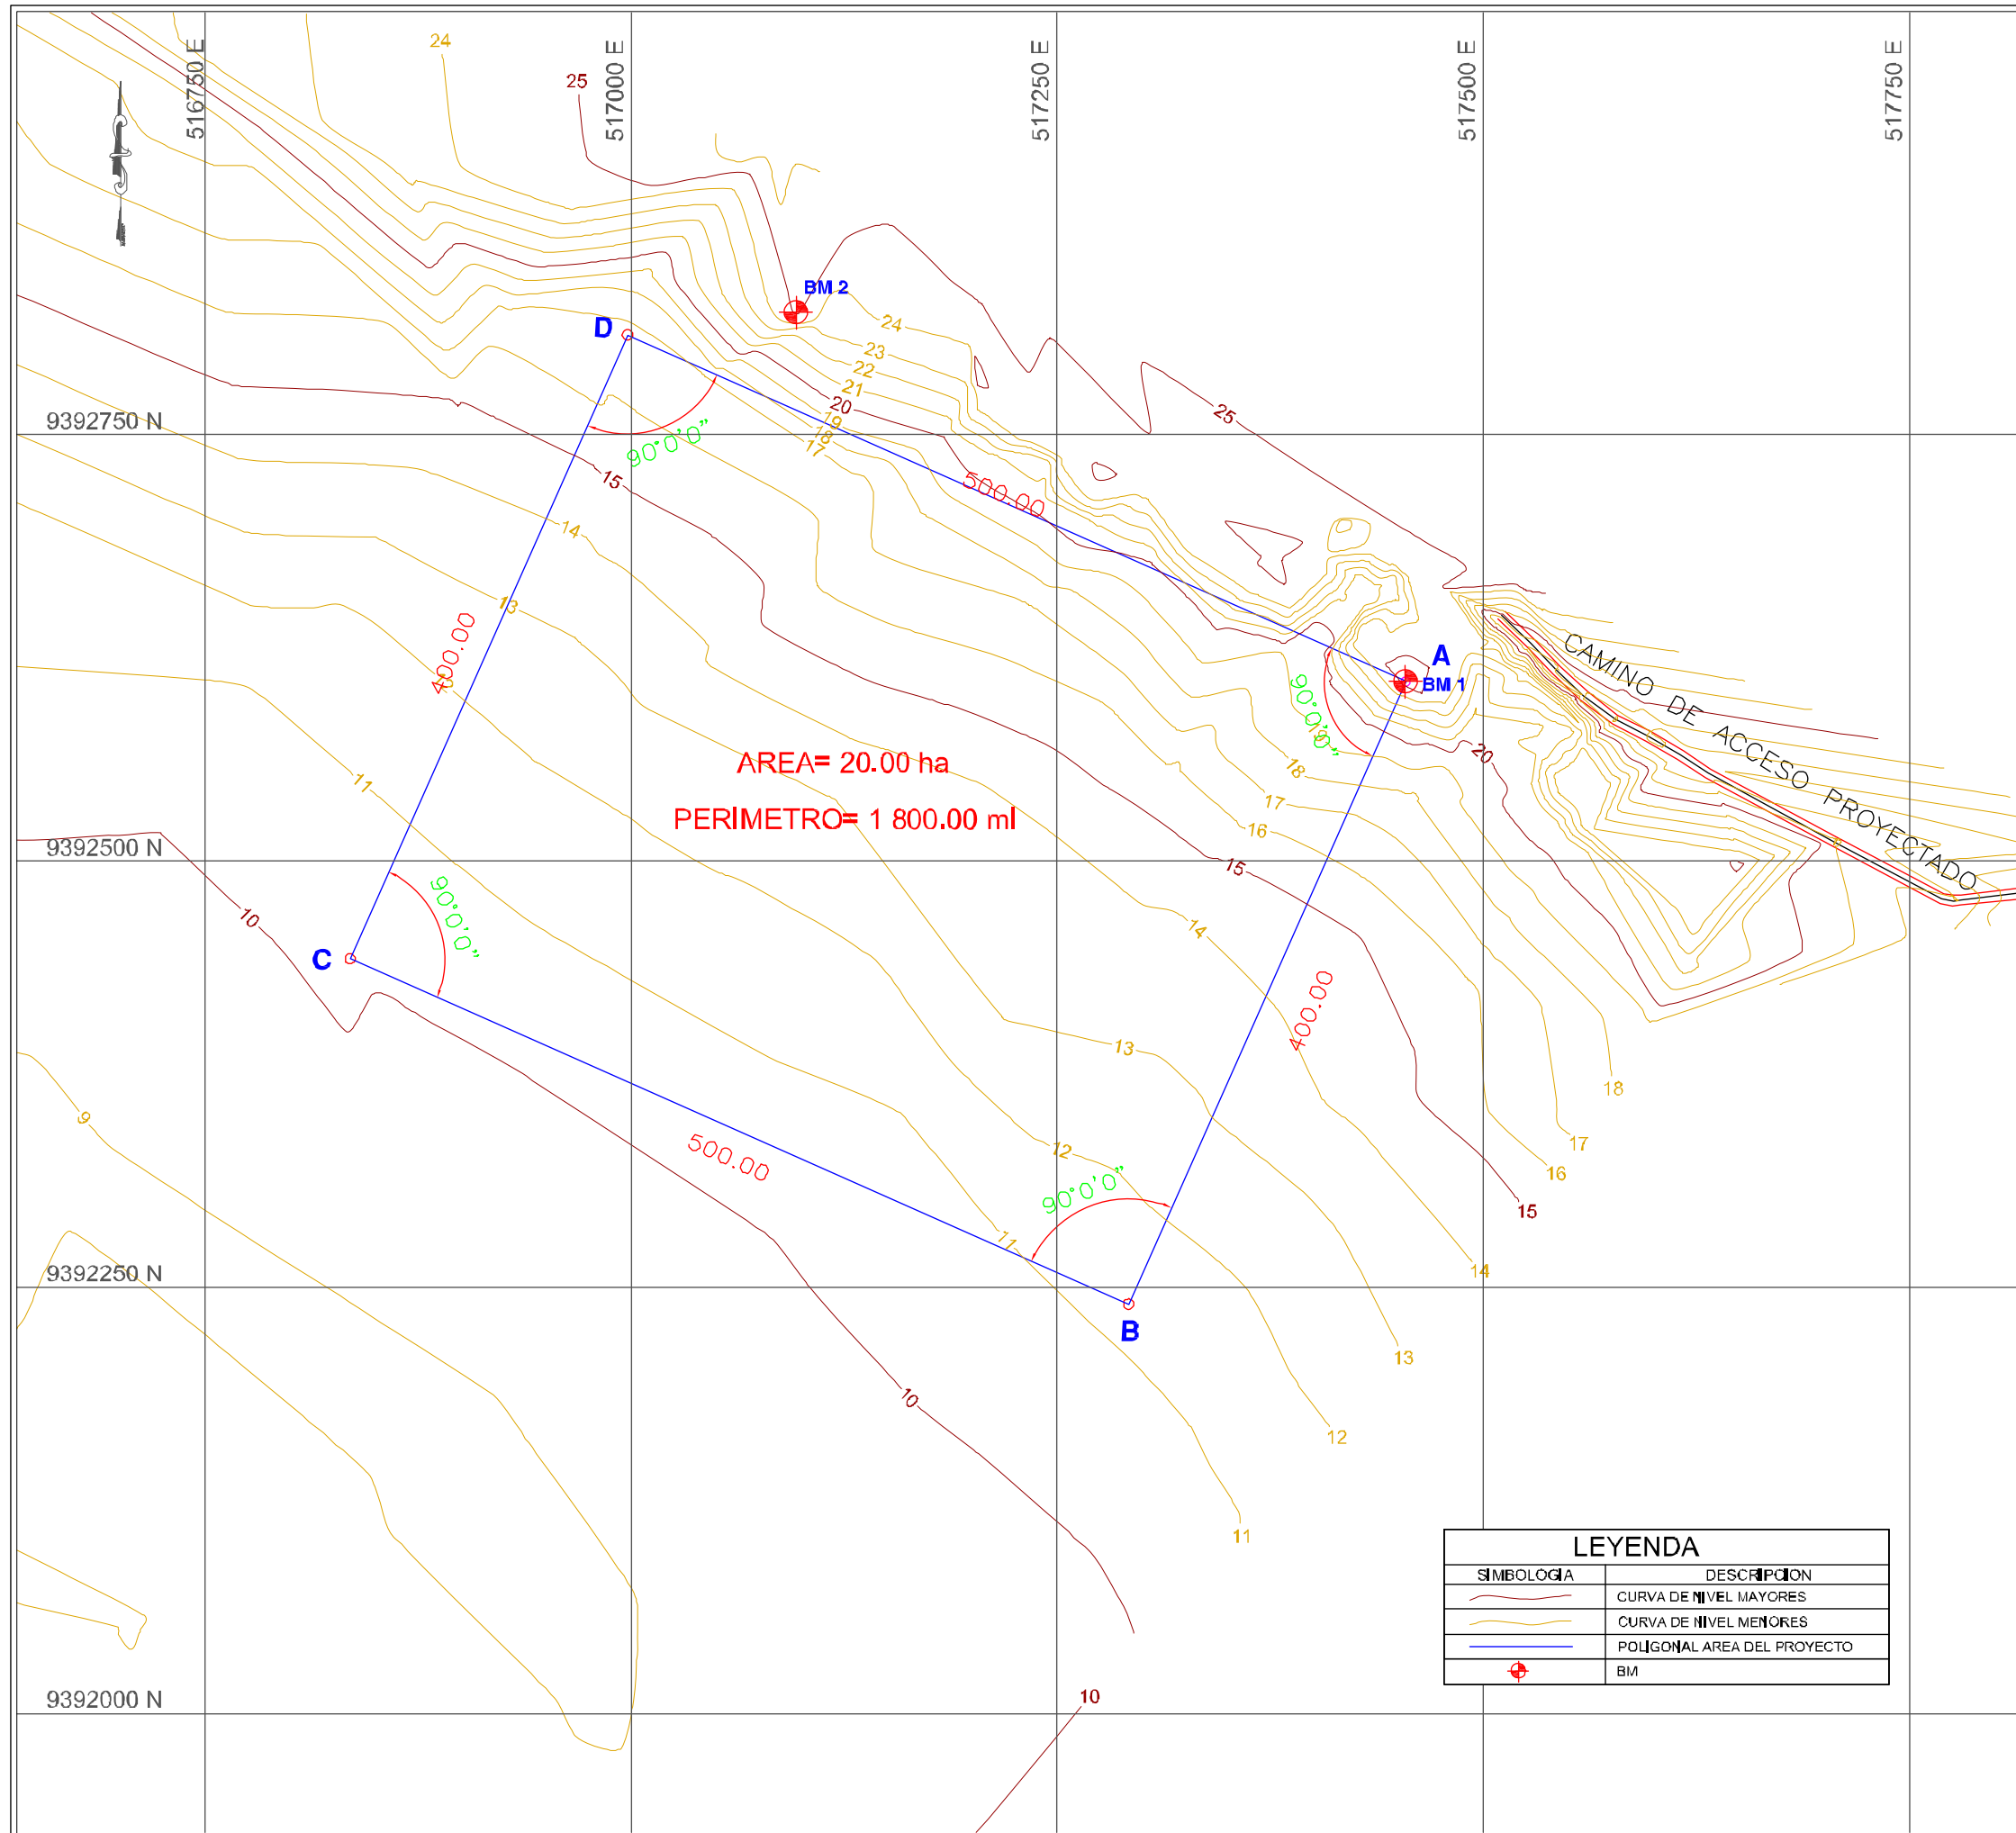 516750 E
517000 E
517250 E
517500 E
517750 E
24
25
BM 2
D
24
23
22
21
20
19
18
17
25
9392750 N
90°0'0"
15
500.00
14
13
400.00
A
BM 1
90°0'0"
CAMINO DE ACCESO PROYECTADO
19
20
18
17
16
15
11
AREA= 20.00 ha
PERIMETRO= 1 800.00 ml
9392500 N
10
90°0'0"
C
14
400.00
13
9
18
17
16
15
12
500.00
90°0'0"
11
14
9392250 N
B
13
10
12
11
LEYENDA
SIMBOLOGIA DESCRIPCION
CURVA DE NIVEL MAYORES
CURVA DE NIVEL MENORES
POLIGONAL AREA DEL PROYECTO
BM
9392000 N
10